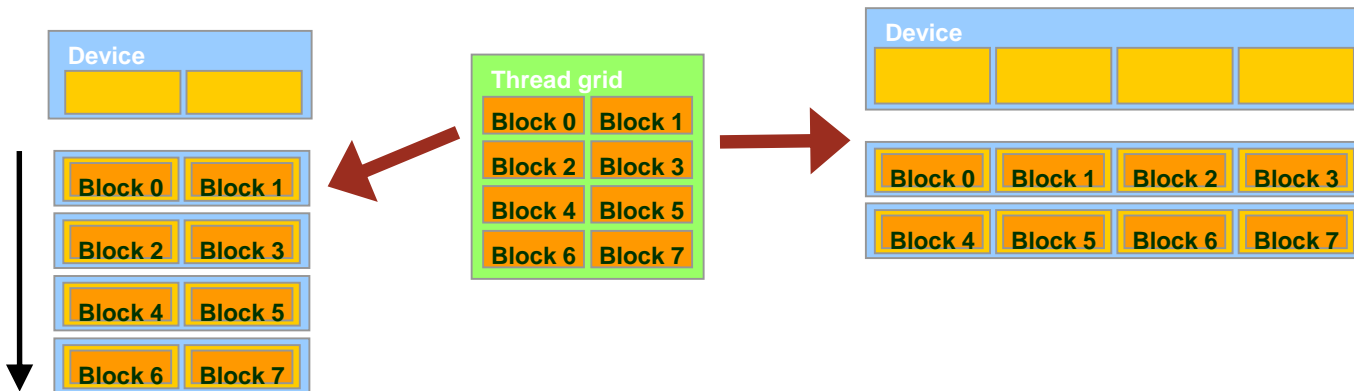 Device
Block 0 Block 1
Block 2 Block 3
Block 4 Block 5
Block 6 Block 7
Thread grid
Block 0 Block 1
Block 2 Block 3
Block 4 Block 5
Block 6 Block 7
Device
Block 0 Block 1 Block 2 Block 3
Block 4 Block 5 Block 6 Block 7